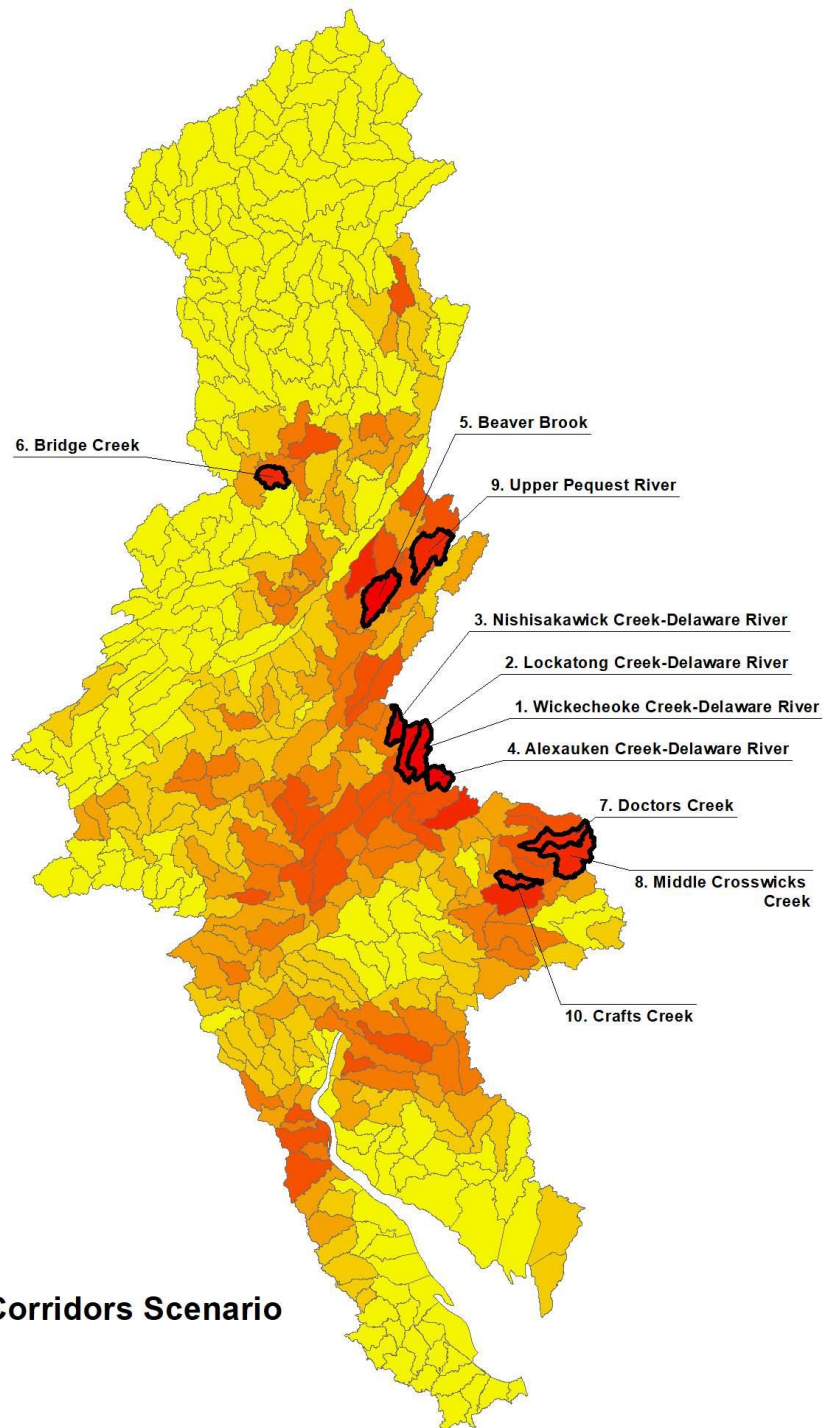 5. Beaver Brook
6. Bridge Creek
9. Upper Pequest River
3. Nishisakawick Creek-Delaware River
2. Lockatong Creek-Delaware River
1. Wickecheoke Creek-Delaware River
4. Alexauken Creek-Delaware River
7. Doctors Creek
8. Middle Crosswicks
Creek
10. Crafts Creek
Corridors Scenario